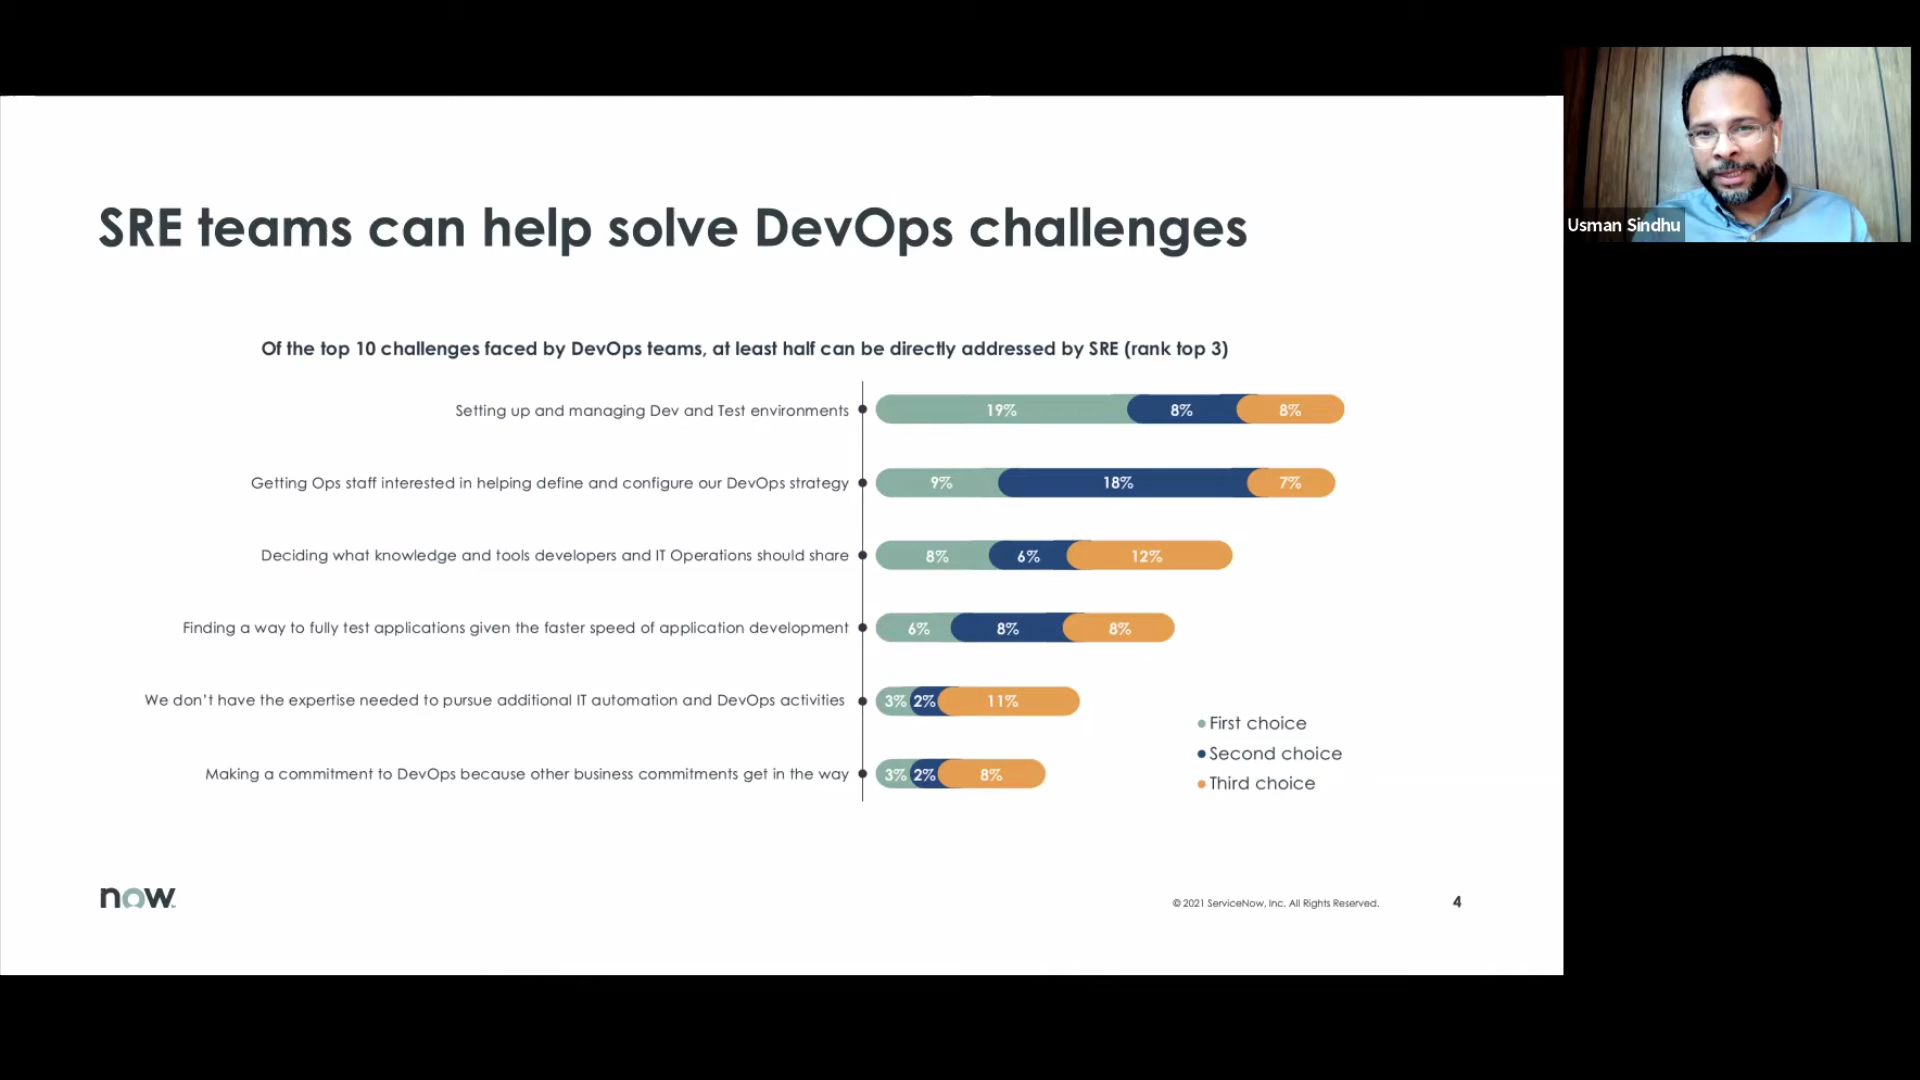 SRE teams can help solve DevOps challenges
Of the top 10 challenges faced by DevOps teams, at least half can be directly addressed by SRE (rank top 3)
Setting up and managing Dev and Test environments 19% 8% 8%
Getting Ops staff interested in helping define and configure our DevOps strategy 9% 18% 7%
Deciding what knowledge and tools developers and IT Operations should share 8% 6% 12%
Finding a way to fully test applications given the faster speed of application development 6% 8% 8%
We don’t have the expertise needed to pursue additional IT automation and DevOps activities 3% 2% 11%
Making a commitment to DevOps because other business commitments get in the way 3% 2% 8%
First choice
Second choice
Third choice
now
© 2021 ServiceNow, Inc. All Rights Reserved.
4
Usman Sindhu